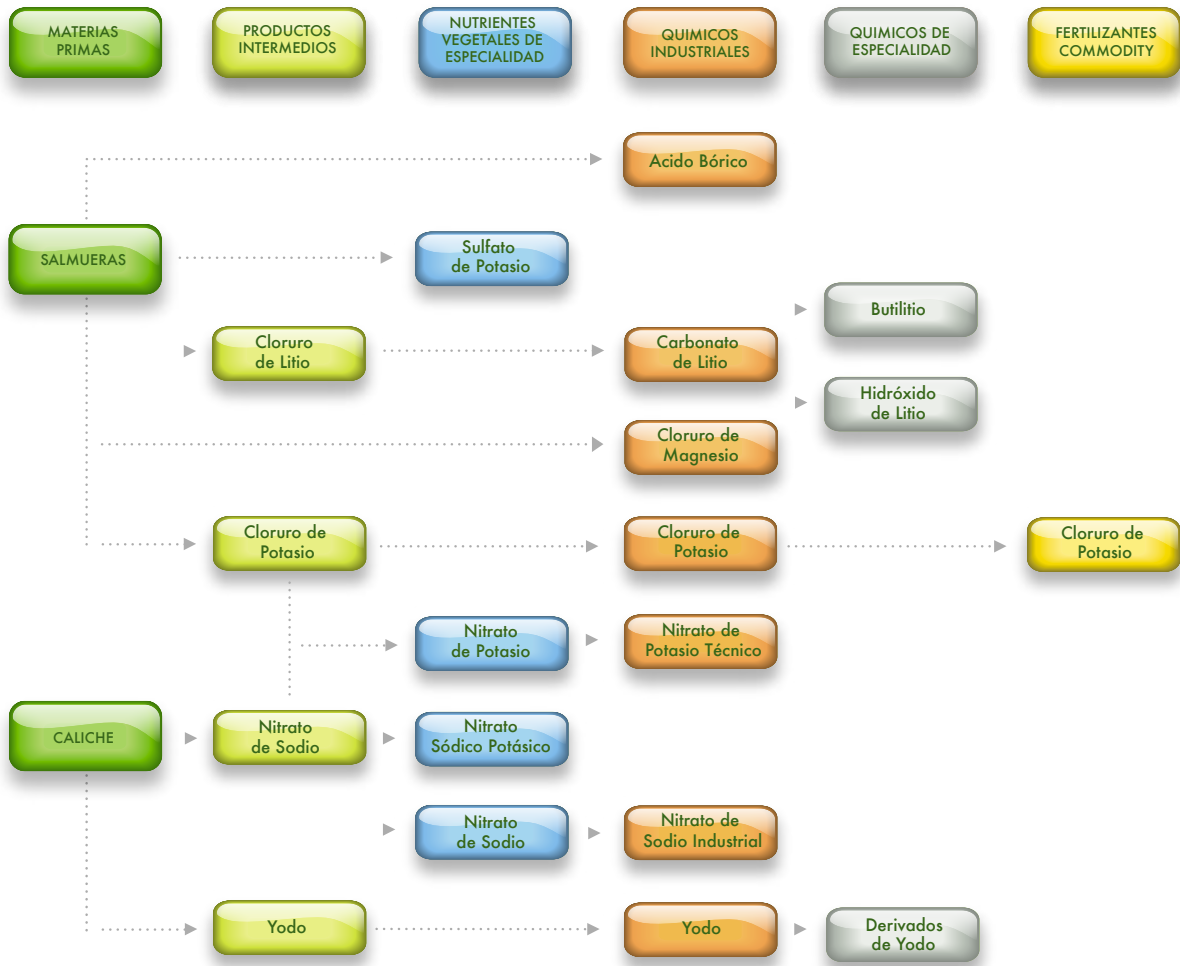 MATERIAS
PRIMAS
PRODUCTOS
INTERMEDIOS
NUTRIENTES
VEGETALES DE
ESPECIALIDAD
QUIMICOS
INDUSTRIALES
QUIMICOS DE
ESPECIALIDAD
FERTILIZANTES
COMMODITY
Acido Bórico
SALMUERAS
Sulfato
de Potasio
Butilitio
Cloruro
de Litio
Carbonato
de Litio
Hidróxido
de Litio
Cloruro de
Magnesio
Cloruro de
Potasio
Cloruro de
Potasio
Cloruro de
Potasio
Nitrato
de Potasio
Nitrato de
Potasio Técnico
CALICHE
Nitrato
de Sodio
Nitrato
Sódico Potásico
Nitrato
de Sodio
Nitrato de
Sodio Industrial
Yodo
Yodo
Derivados
de Yodo